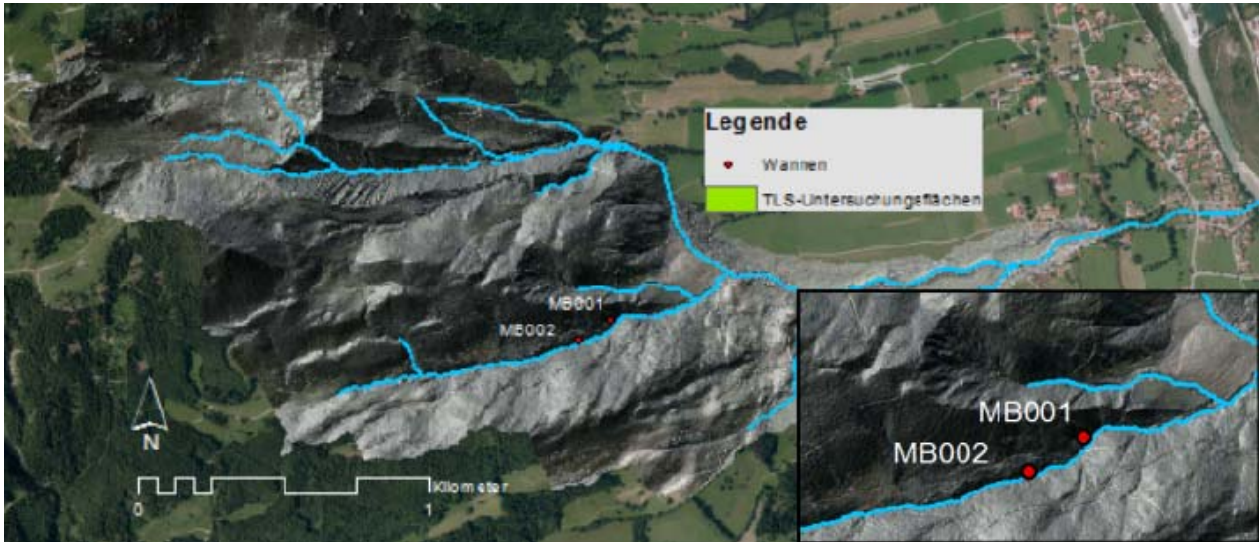 Legende
Wannen
TLS-Untersuchungsflächen
MB001
MB002
N
Kilometer
0 1
MB001
MB002